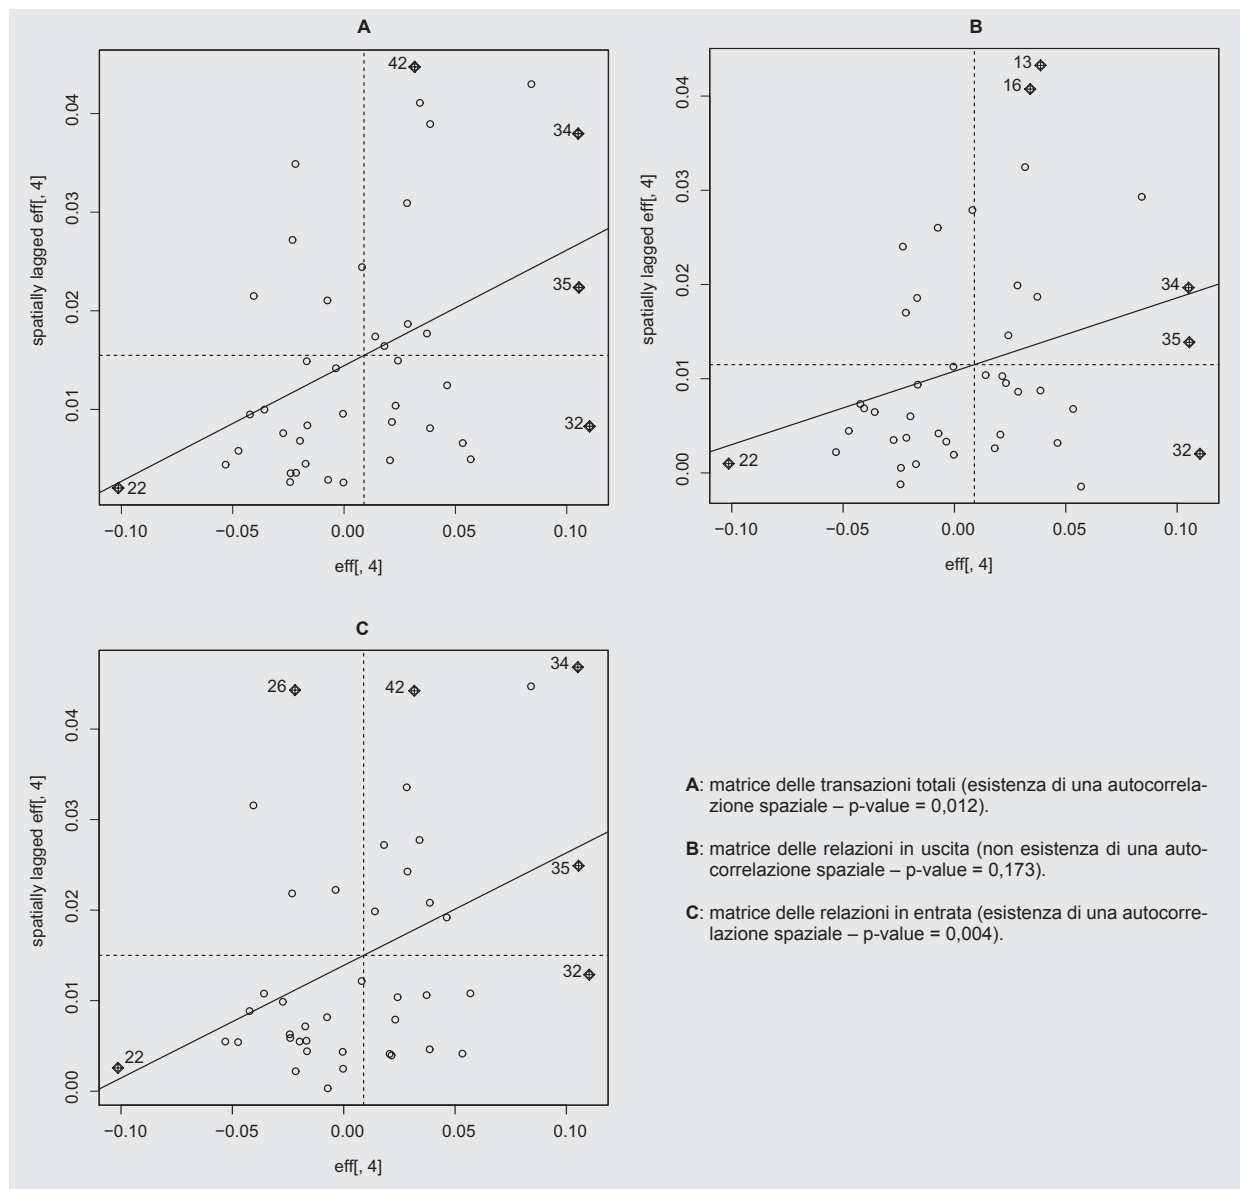 A
42
34
35
32
22
0.04
0.03
0.02
0.01
spatially lagged eff[, 4]
−0.10 −0.05 0.00 0.05 0.10
eff[, 4]
B
13
16
34
35
32
22
0.04
0.03
0.02
0.01
0.00
spatially lagged eff[, 4]
−0.10 −0.05 0.00 0.05 0.10
eff[, 4]
C
34
26
42
35
32
22
0.04
0.03
0.02
0.01
0.00
spatially lagged eff[, 4]
−0.10 −0.05 0.00 0.05 0.10
eff[, 4]
A: matrice delle transazioni totali (esistenza di una autocorrela-
zione spaziale – p-value = 0,012).
B: matrice delle relazioni in uscita (non esistenza di una auto-
correlazione spaziale – p-value = 0,173).
C: matrice delle relazioni in entrata (esistenza di una autocorre-
lazione spaziale – p-value = 0,004).